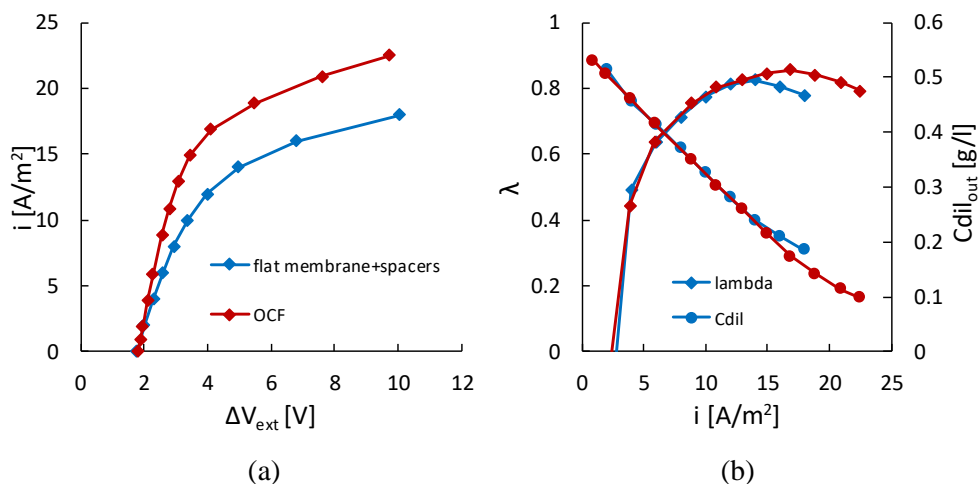 25
20
15
10
5
0
i [A/m²]
0 2 4 6 8 10 12
ΔV_ext [V]
flat membrane+spacers
OCF
(a)
1
0.8
0.6
0.4
0.2
0
λ
0 5 10 15 20 25
i [A/m²]
0.6
0.5
0.4
0.3
0.2
0.1
0
Cdil_out [g/l]
lambda
Cdil
(b)